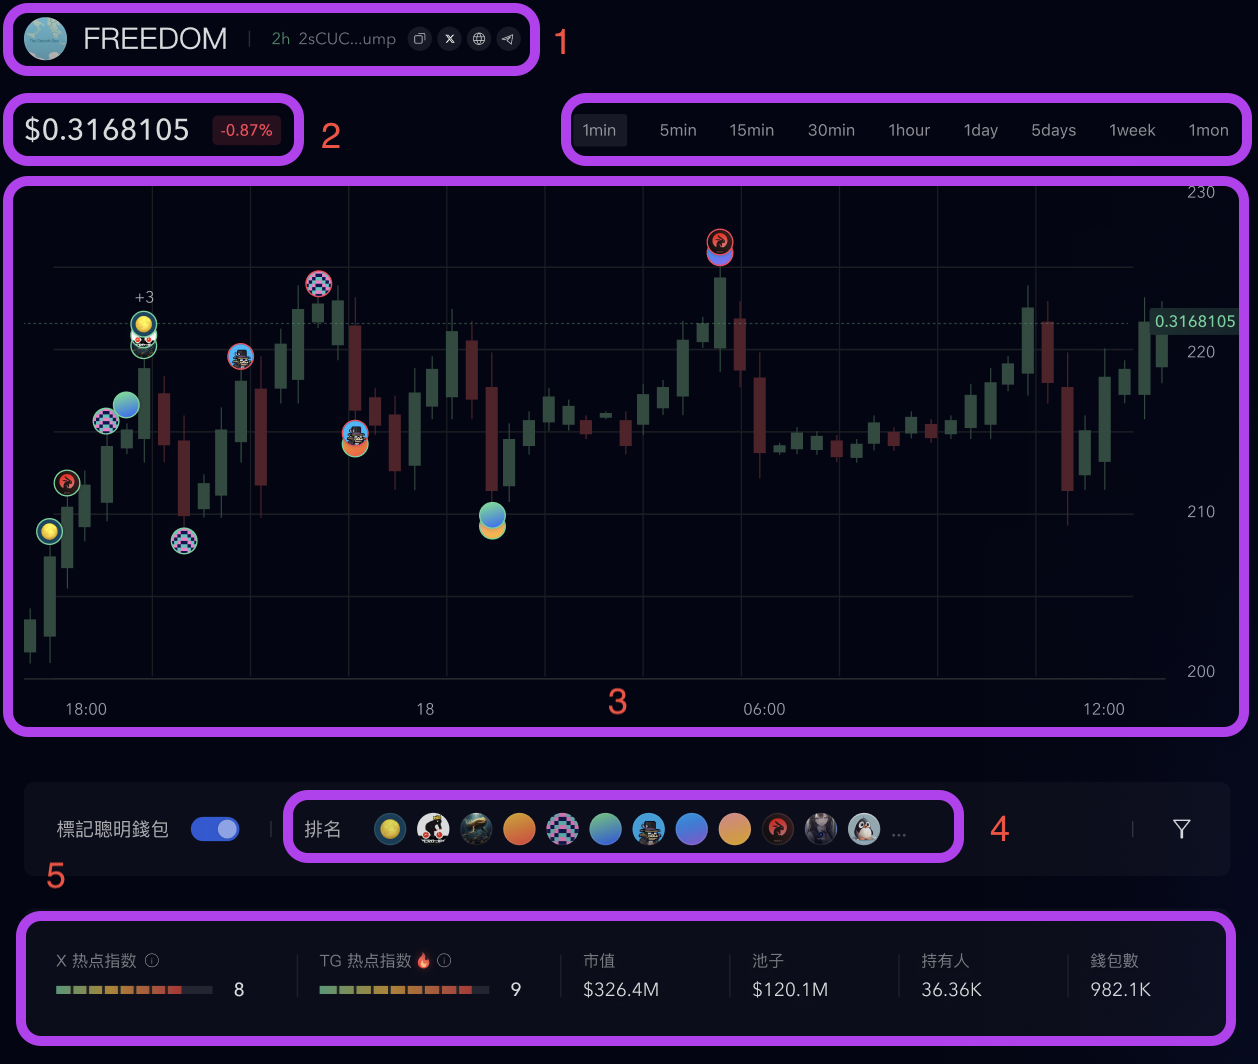 FREEDOM | 2h 2sCUC...ump
1
$0.3168105 -0.87%
2
1min 5min 15min 30min 1hour 1day 5days 1week 1mon
230
+3
0.3168105
220
210
200
3
18:00 18 06:00 12:00
標記聰明錢包 排名 ...
4
5
X 热点指数 TG 热点指数🔥 市值 池子 持有人 錢包數
8 9 $326.4M $120.1M 36.36K 982.1K